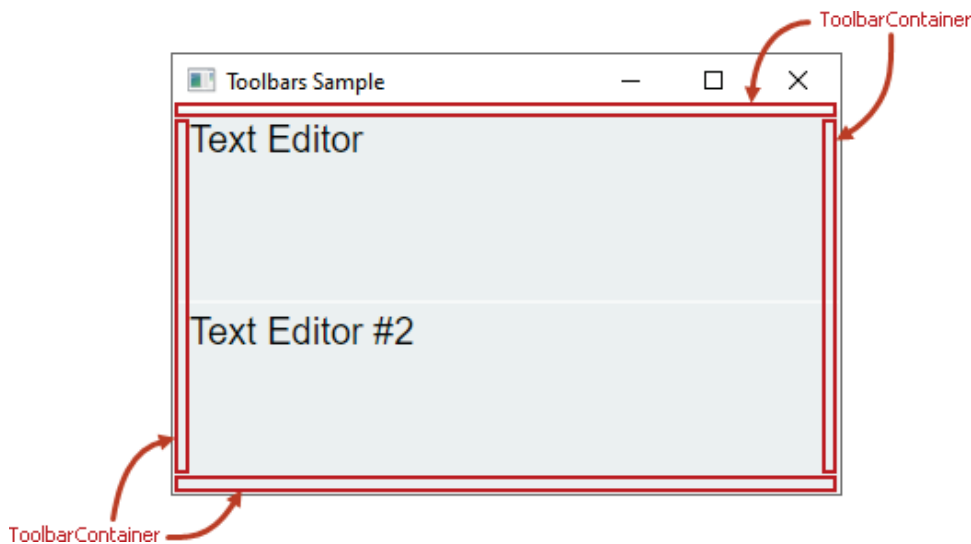 ToolbarContainer
Toolbars Sample
Text Editor
Text Editor #2
ToolbarContainer